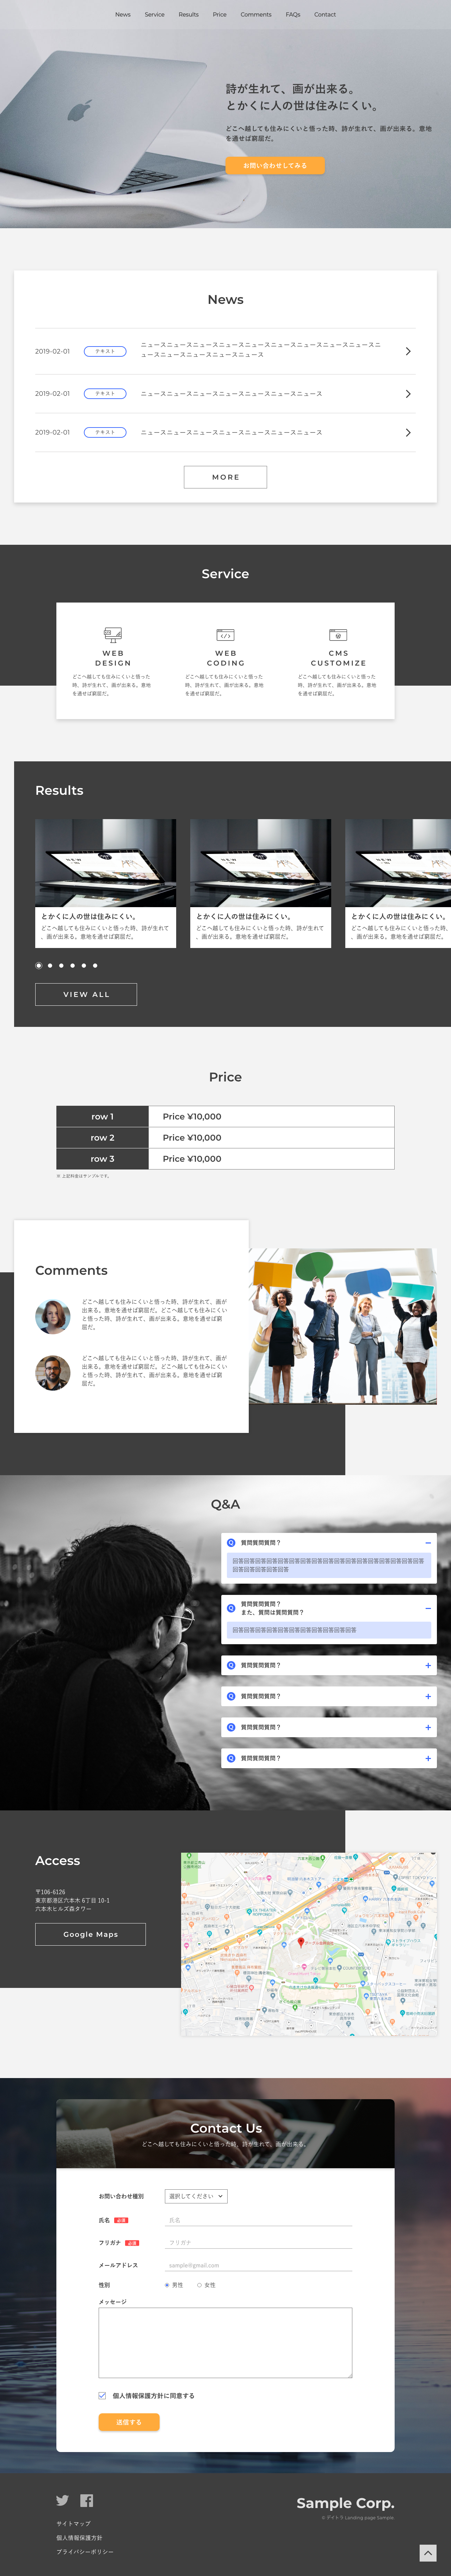 News Service Results Price Comments FAQs Contact
詩が生れて、画が出来る。
とかくに人の世は住みにくい。
どこへ越しても住みにくいと悟った時、詩が生れて、画が出来る。意地
を通せば窮屈だ。
お問い合わせしてみる
News
2019-02-01 テキスト ニュースニュースニュースニュースニュースニュースニュースニュースニュースニ
ュースニュースニュースニュースニュース
2019-02-01 テキスト ニュースニュースニュースニュースニュースニュースニュース
2019-02-01 テキスト ニュースニュースニュースニュースニュースニュースニュース
MORE
Service
WEB
DESIGN
どこへ越しても住みにくいと悟った
時、詩が生れて、画が出来る。意地
を通せば窮屈だ。
WEB
CODING
どこへ越しても住みにくいと悟った
時、詩が生れて、画が出来る。意地
を通せば窮屈だ。
CMS
CUSTOMIZE
どこへ越しても住みにくいと悟った
時、詩が生れて、画が出来る。意地
を通せば窮屈だ。
Results
とかくに人の世は住みにくい。
どこへ越しても住みにくいと悟った時、詩が生れて
、画が出来る。意地を通せば窮屈だ。
とかくに人の世は住みにくい。
どこへ越しても住みにくいと悟った時、詩が生れて
、画が出来る。意地を通せば窮屈だ。
とかくに人の世は住みにくい。
どこへ越しても住みにくいと悟った時、
、画が出来る。意地を通せば窮屈だ。
VIEW ALL
Price
row 1 Price ¥10,000
row 2 Price ¥10,000
row 3 Price ¥10,000
※ 上記料金はサンプルです。
Comments
どこへ越しても住みにくいと悟った時、詩が生れて、画が
出来る。意地を通せば窮屈だ。どこへ越しても住みにくい
と悟った時、詩が生れて、画が出来る。意地を通せば窮
屈だ。
どこへ越しても住みにくいと悟った時、詩が生れて、画が
出来る。意地を通せば窮屈だ。どこへ越しても住みにくい
と悟った時、詩が生れて、画が出来る。意地を通せば窮
屈だ。
Q&A
Q 質問質問質問？
回答回答回答回答回答回答回答回答回答回答回答回答回答回答回答回答回答
回答回答回答回答回答
Q 質問質問質問？
また、質問は質問質問？
回答回答回答回答回答回答回答回答回答回答回答
Q 質問質問質問？
Q 質問質問質問？
Q 質問質問質問？
Q 質問質問質問？
Access
〒106-6126
東京都港区六本木 6丁目 10-1
六本木ヒルズ森タワー
Google Maps
Contact Us
どこへ越しても住みにくいと悟った時、詩が生れて、画が出来る。
お問い合わせ種別 選択してください
氏名 必須 氏名
フリガナ 必須 フリガナ
メールアドレス sample@gmail.com
性別 男性 女性
メッセージ
個人情報保護方針に同意する
送信する
Sample Corp.
© デイトラ Landing page Sample.
サイトマップ
個人情報保護方針
プライバシーポリシー